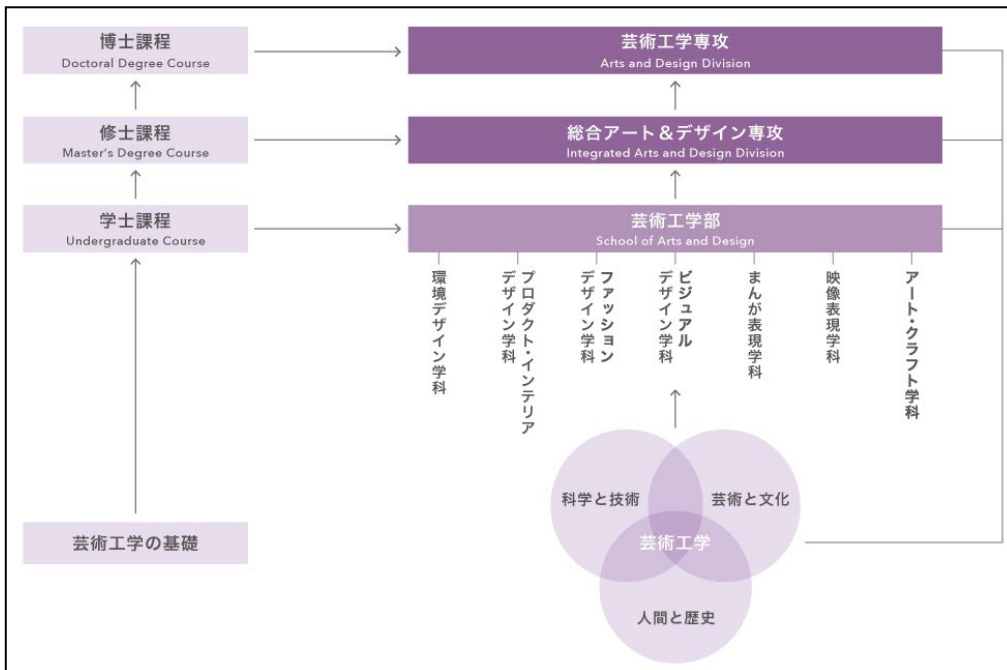 博士課程
Doctoral Degree Course
芸術工学専攻
Arts and Design Division
修士課程
Master's Degree Course
総合アート＆デザイン専攻
Integrated Arts and Design Division
学士課程
Undergraduate Course
芸術工学部
School of Arts and Design
環境デザイン学科
プロダクト・インテリア
デザイン学科
ファッション
デザイン学科
ビジュアル
デザイン学科
まんが表現学科
映像表現学科
アート・クラフト学科
科学と技術
芸術と文化
芸術工学の基礎
芸術工学
人間と歴史